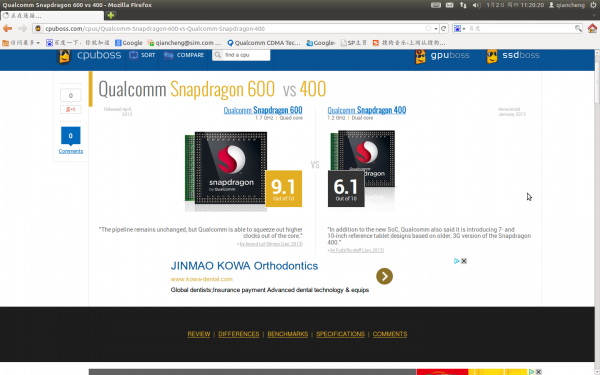 Qualcomm Snapdragon 600 vs 400 - Mozilla Firefox
qiancheng
1月2日
11:20:20
正在连接...
cpuboss.com/cpus/Qualcomm-Snapdragon-600-vs-Qualcomm-Snapdragon-400
百度
访问最多
百度一下，你就知道
Google
qiancheng@sim.com ...
Qualcomm CDMA Tec...
Google-
SP主页
搜狗音乐-上网从搜狗...
cpuboss
SORT
COMPARE
find a cpu
gpuboss
ssdboss
Qualcomm Snapdragon 600 vs 400
0
0
0
Comments
Released April, 2013
Qualcomm Snapdragon 600
1.7 GHz | Quad core
Qualcomm Snapdragon 400
1.2 GHz | Dual core
Announced January, 2013
snapdragon
by Qualcomm
9.1
Out of 10
VS
6.1
Out of 10
snapdragon
"The pipeline remains unchanged, but Qualcomm is able to squeeze out higher
clocks out of the core."
"In addition to the new SoC, Qualcomm also said it is introducing 7- and
10-inch reference tablet designs based on older, 3G version of the Snapdragon
400."
JINMAO KOWA Orthodontics
www.kowa-dental.com
Global dentists;Insurance payment Advanced dental technology & equips
REVIEW | DIFFERENCES | BENCHMARKS | SPECIFICATIONS | COMMENTS